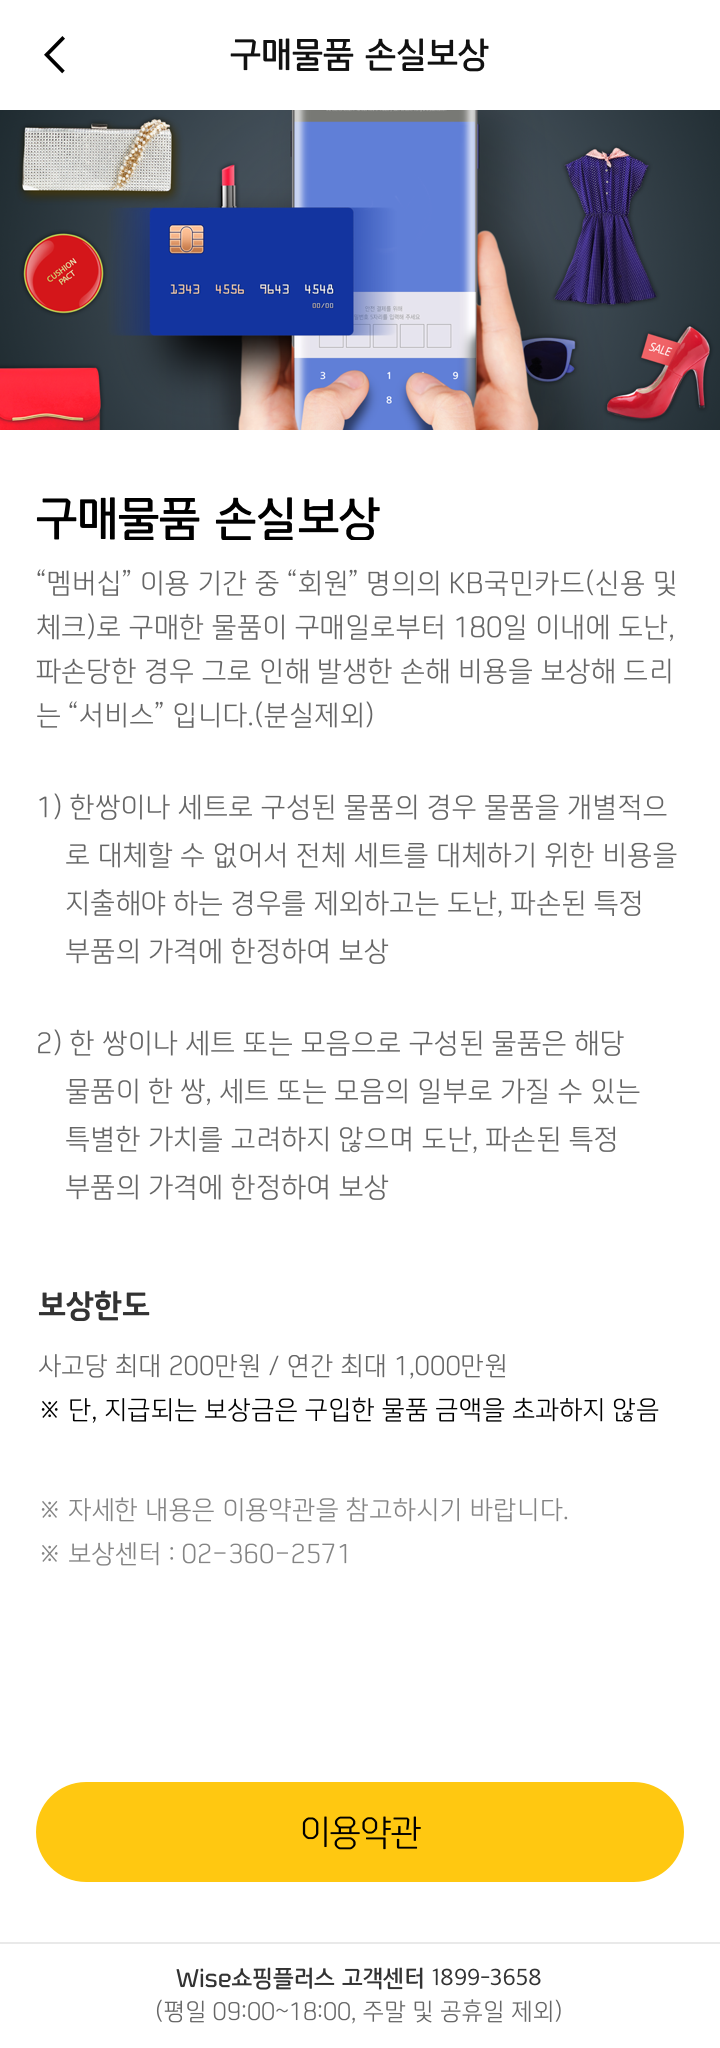 구매물품 손실보상
CUSHION
PACT
1343 4556 9643 4548
00/00
3 1 9
8
SALE
구매물품 손실보상
“멤버십” 이용 기간 중 “회원” 명의의 KB국민카드(신용 및
체크)로 구매한 물품이 구매일로부터 180일 이내에 도난,
파손당한 경우 그로 인해 발생한 손해 비용을 보상해 드리
는 “서비스” 입니다.(분실제외)
1) 한쌍이나 세트로 구성된 물품의 경우 물품을 개별적으
로 대체할 수 없어서 전체 세트를 대체하기 위한 비용을
지출해야 하는 경우를 제외하고는 도난, 파손된 특정
부품의 가격에 한정하여 보상
2) 한 쌍이나 세트 또는 모음으로 구성된 물품은 해당
물품이 한 쌍, 세트 또는 모음의 일부로 가질 수 있는
특별한 가치를 고려하지 않으며 도난, 파손된 특정
부품의 가격에 한정하여 보상
보상한도
사고당 최대 200만원 / 연간 최대 1,000만원
※ 단, 지급되는 보상금은 구입한 물품 금액을 초과하지 않음
※ 자세한 내용은 이용약관을 참고하시기 바랍니다.
※ 보상센터 : 02-360-2571
이용약관
Wise쇼핑플러스 고객센터 1899-3658
(평일 09:00~18:00, 주말 및 공휴일 제외)